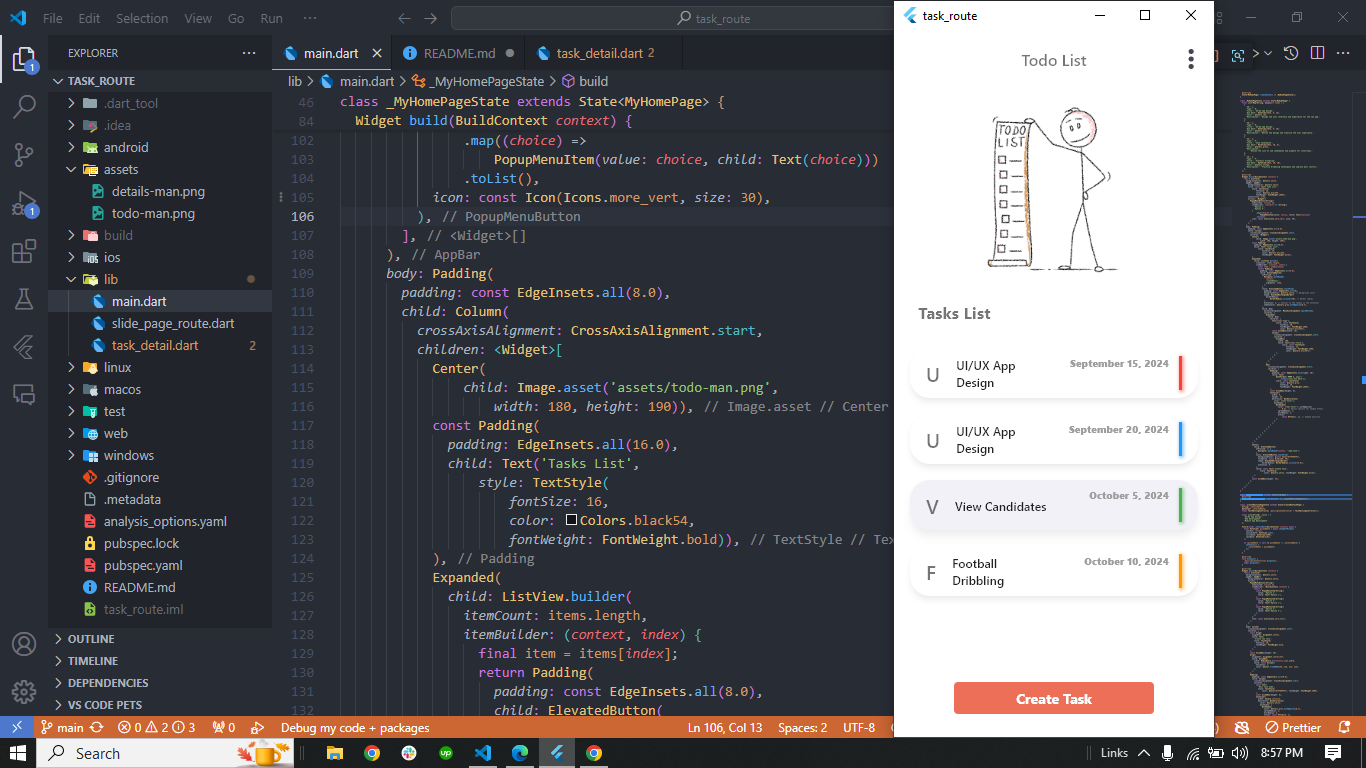 File Edit Selection View Go Run ··· task_route
EXPLORER ···
TASK_ROUTE
.dart_tool
.idea
android
assets
details-man.png
todo-man.png
build
ios
lib
main.dart
slide_page_route.dart
task_detail.dart 2
linux
macos
test
web
windows
.gitignore
.metadata
analysis_options.yaml
pubspec.lock
pubspec.yaml
README.md
task_route.iml
OUTLINE
TIMELINE
DEPENDENCIES
VS CODE PETS
1
1
main.dart README.md task_detail.dart 2
lib > main.dart > _MyHomePageState > build
46 class _MyHomePageState extends State<MyHomePage> {
84 Widget build(BuildContext context) {
102 .map((choice) =>
103 PopupMenuItem(value: choice, child: Text(choice)))
104 .toList(),
105 icon: const Icon(Icons.more_vert, size: 30),
106 ), // PopupMenuButton
107 ], // <Widget>[]
108 ), // AppBar
109 body: Padding(
110 padding: const EdgeInsets.all(8.0),
111 child: Column(
112 crossAxisAlignment: CrossAxisAlignment.start,
113 children: <Widget>[
114 Center(
115 child: Image.asset('assets/todo-man.png',
116 width: 180, height: 190)), // Image.asset // Center
117 const Padding(
118 padding: EdgeInsets.all(16.0),
119 child: Text('Tasks List',
120 style: TextStyle(
121 fontSize: 16,
122 color: Colors.black54,
123 fontWeight: FontWeight.bold)), // TextStyle // Tex
124 ), // Padding
125 Expanded(
126 child: ListView.builder(
127 itemCount: items.length,
128 itemBuilder: (context, index) {
129 final item = items[index];
130 return Padding(
131 padding: const EdgeInsets.all(8.0),
132 child: ElevatedButton(
task_route
Todo List
TODO
LIST
Tasks List
U UI/UX App
Design
September 15, 2024
U UI/UX App
Design
September 20, 2024
V View Candidates
October 5, 2024
F Football
Dribbling
October 10, 2024
Create Task
main 0 2 3 0 Debug my code + packages Ln 106, Col 13 Spaces: 2 UTF-8 Prettier
Search Links 8:57 PM